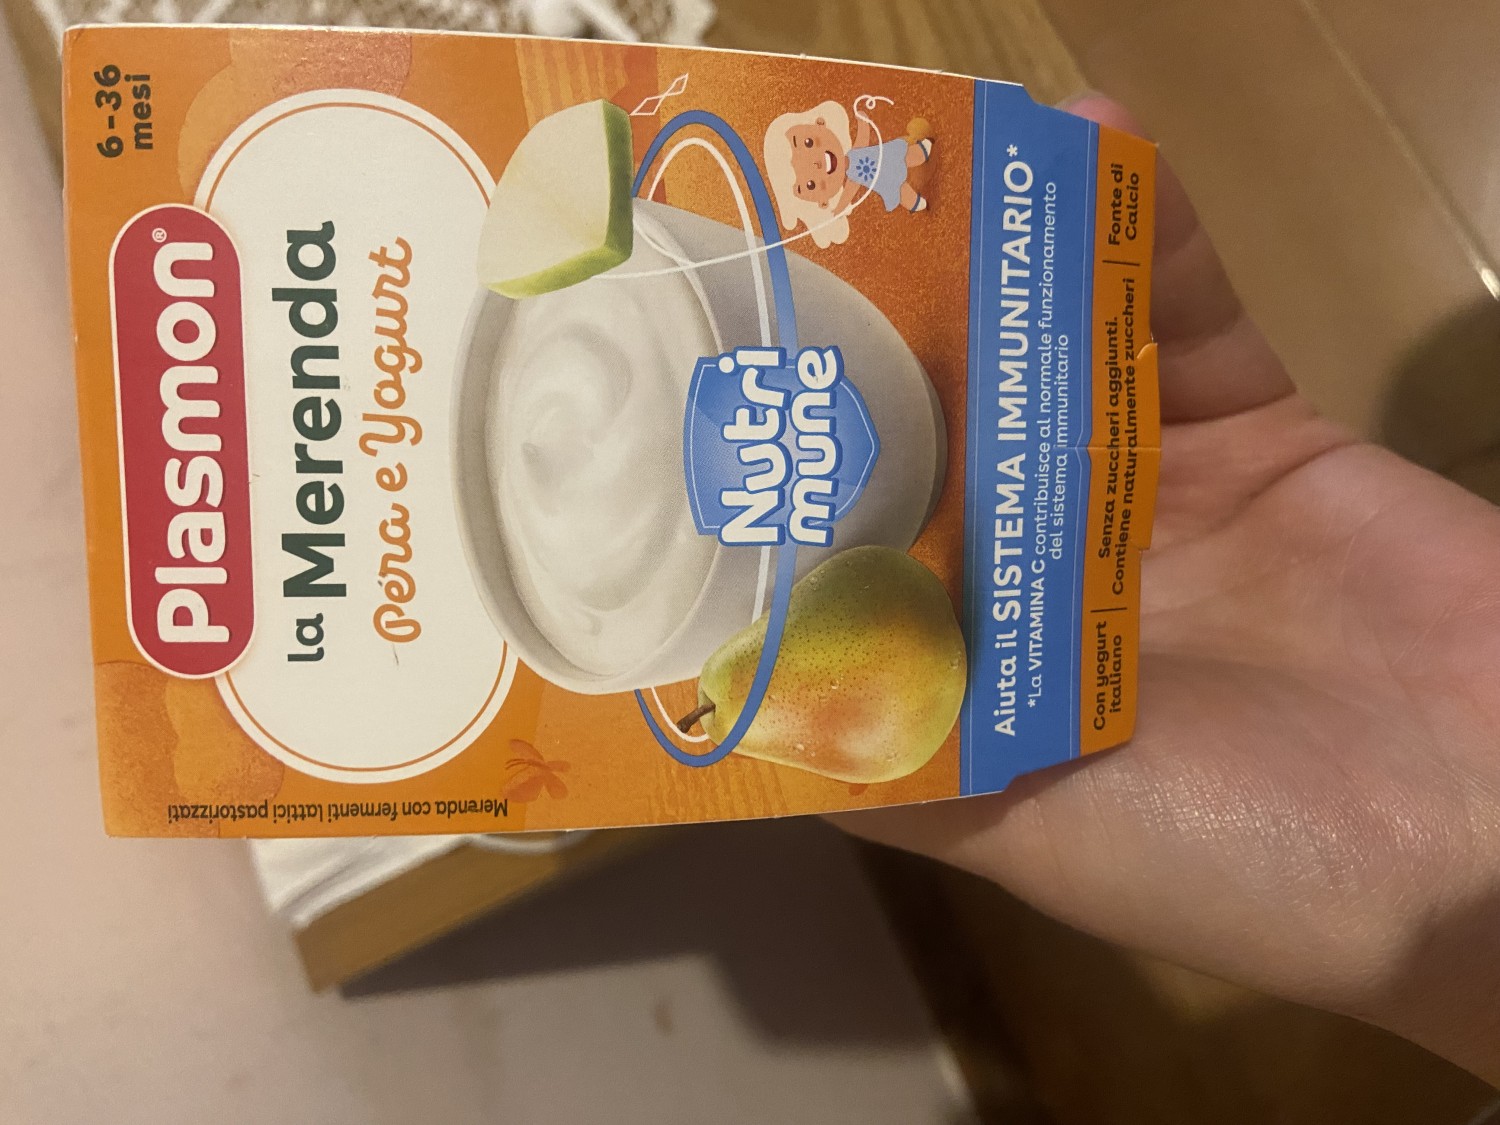 6-36
mesi
Plasmon®
la Merenda
Pera e Yogurt
Nutri
mune
Aiuta il SISTEMA IMMUNITARIO*
*La VITAMINA C contribuisce al normale funzionamento
del sistema immunitario
Con yogurt
italiano
Senza zuccheri aggiunti.
Contiene naturalmente zuccheri
Fonte di
Calcio
Merenda con fermenti lattici pastorizzati